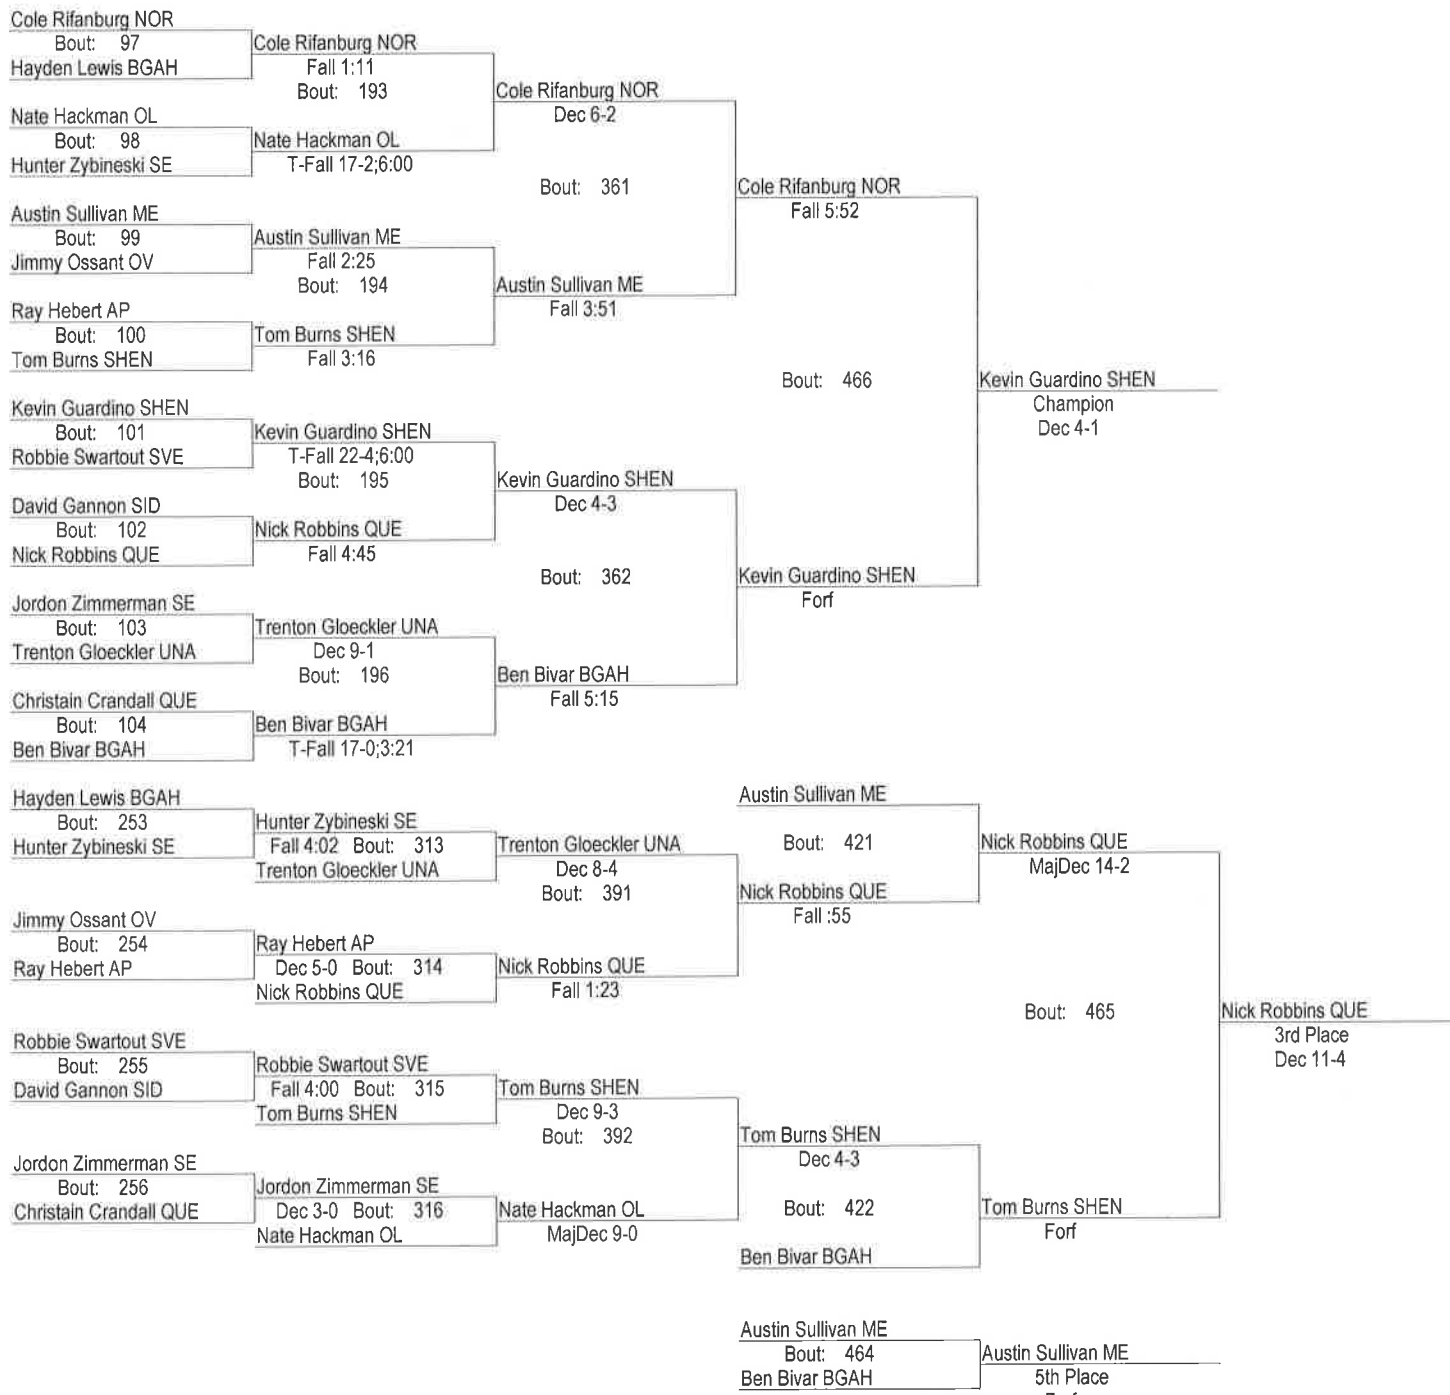 Cole Rifanburg NOR
Bout: 97
Hayden Lewis BGAH
Cole Rifanburg NOR
Fall 1:11
Bout: 193
Nate Hackman OL
Bout: 98
Hunter Zybineski SE
Nate Hackman OL
T-Fall 17-2;6:00
Cole Rifanburg NOR
Dec 6-2
Bout: 361
Austin Sullivan ME
Bout: 99
Jimmy Ossant OV
Austin Sullivan ME
Fall 2:25
Bout: 194
Ray Hebert AP
Bout: 100
Tom Burns SHEN
Tom Burns SHEN
Fall 3:16
Austin Sullivan ME
Fall 3:51
Cole Rifanburg NOR
Fall 5:52
Bout: 466
Kevin Guardino SHEN
Champion
Dec 4-1
Kevin Guardino SHEN
Bout: 101
Robbie Swartout SVE
Kevin Guardino SHEN
T-Fall 22-4;6:00
Bout: 195
David Gannon SID
Bout: 102
Nick Robbins QUE
Nick Robbins QUE
Fall 4:45
Kevin Guardino SHEN
Dec 4-3
Bout: 362
Kevin Guardino SHEN
Forf
Jordon Zimmerman SE
Bout: 103
Trenton Gloeckler UNA
Trenton Gloeckler UNA
Dec 9-1
Bout: 196
Christain Crandall QUE
Bout: 104
Ben Bivar BGAH
Ben Bivar BGAH
T-Fall 17-0;3:21
Ben Bivar BGAH
Fall 5:15
Hayden Lewis BGAH
Bout: 253
Hunter Zybineski SE
Hunter Zybineski SE
Fall 4:02 Bout: 313
Trenton Gloeckler UNA
Trenton Gloeckler UNA
Dec 8-4
Bout: 391
Jimmy Ossant OV
Bout: 254
Ray Hebert AP
Ray Hebert AP
Dec 5-0 Bout: 314
Nick Robbins QUE
Nick Robbins QUE
Fall 1:23
Austin Sullivan ME
Bout: 421
Nick Robbins QUE
Fall :55
Nick Robbins QUE
MajDec 14-2
Bout: 465
Nick Robbins QUE
3rd Place
Dec 11-4
Robbie Swartout SVE
Bout: 255
David Gannon SID
Robbie Swartout SVE
Fall 4:00 Bout: 315
Tom Burns SHEN
Tom Burns SHEN
Dec 9-3
Bout: 392
Jordon Zimmerman SE
Bout: 256
Christain Crandall QUE
Jordon Zimmerman SE
Dec 3-0 Bout: 316
Nate Hackman OL
Nate Hackman OL
MajDec 9-0
Tom Burns SHEN
Dec 4-3
Bout: 422
Ben Bivar BGAH
Tom Burns SHEN
Forf
Austin Sullivan ME
Bout: 464
Ben Bivar BGAH
Austin Sullivan ME
5th Place